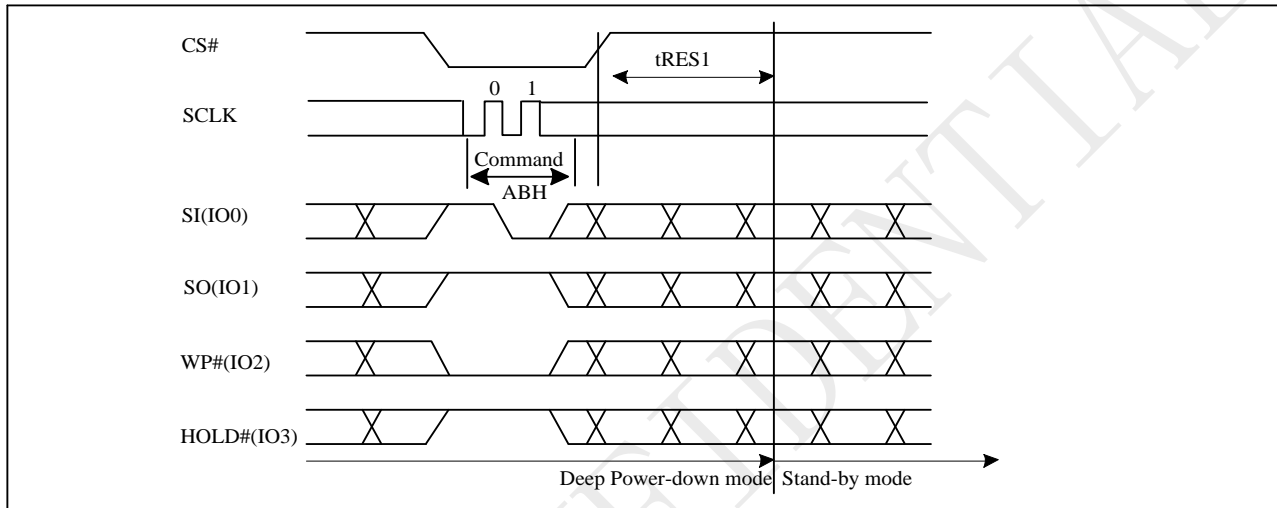 CS#
tRES1
0 1
SCLK
Command
ABH
SI(IO0)
SO(IO1)
WP#(IO2)
HOLD#(IO3)
Deep Power-down mode Stand-by mode